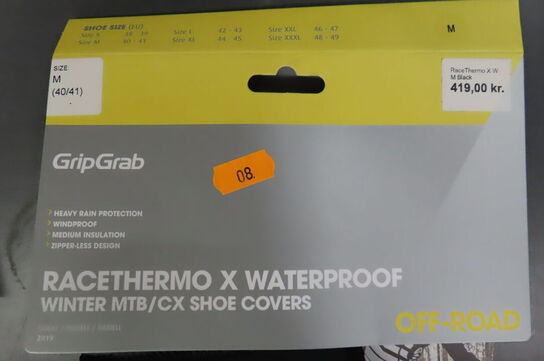 SHOE SIZE (EU)
Size S 38 - 39 Size L 42 - 43 Size XXL 46 - 47
Size M 40 - 41 Size XL 44 - 45 Size XXXL 48 - 49
M
SIZE:
M
(40/41)
RaceThermo X W
M Black
419,00 kr.
GripGrab
08.
> HEAVY RAIN PROTECTION
> WINDPROOF
> MEDIUM INSULATION
> ZIPPER-LESS DESIGN
RACETHERMO X WATERPROOF
WINTER MTB/CX SHOE COVERS
OFF-ROAD
2019